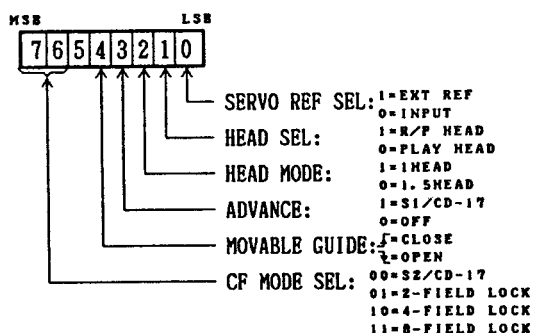 MSB LSB
7 6 5 4 3 2 1 0
SERVO REF SEL: 1=EXT REF
0=INPUT
HEAD SEL: 1=R/P HEAD
0=PLAY HEAD
HEAD MODE: 1=1HEAD
0=1.5HEAD
ADVANCE: 1=S1/CD-17
0=OFF
MOVABLE GUIDE: =CLOSE
=OPEN
CF MODE SEL: 00=S2/CD-17
01=2-FIELD LOCK
10=4-FIELD LOCK
11=8-FIELD LOCK